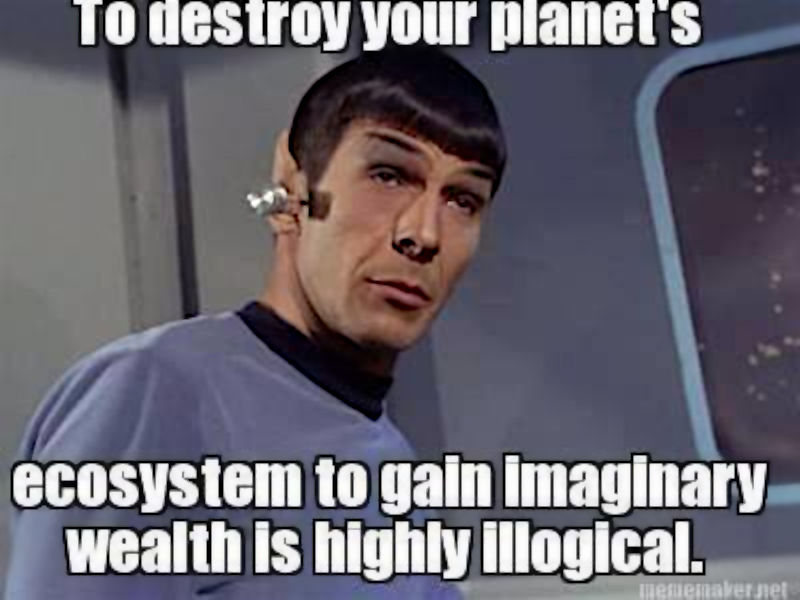 To destroy your planet's
ecosystem to gain imaginary
wealth is highly illogical.
mememaker.net